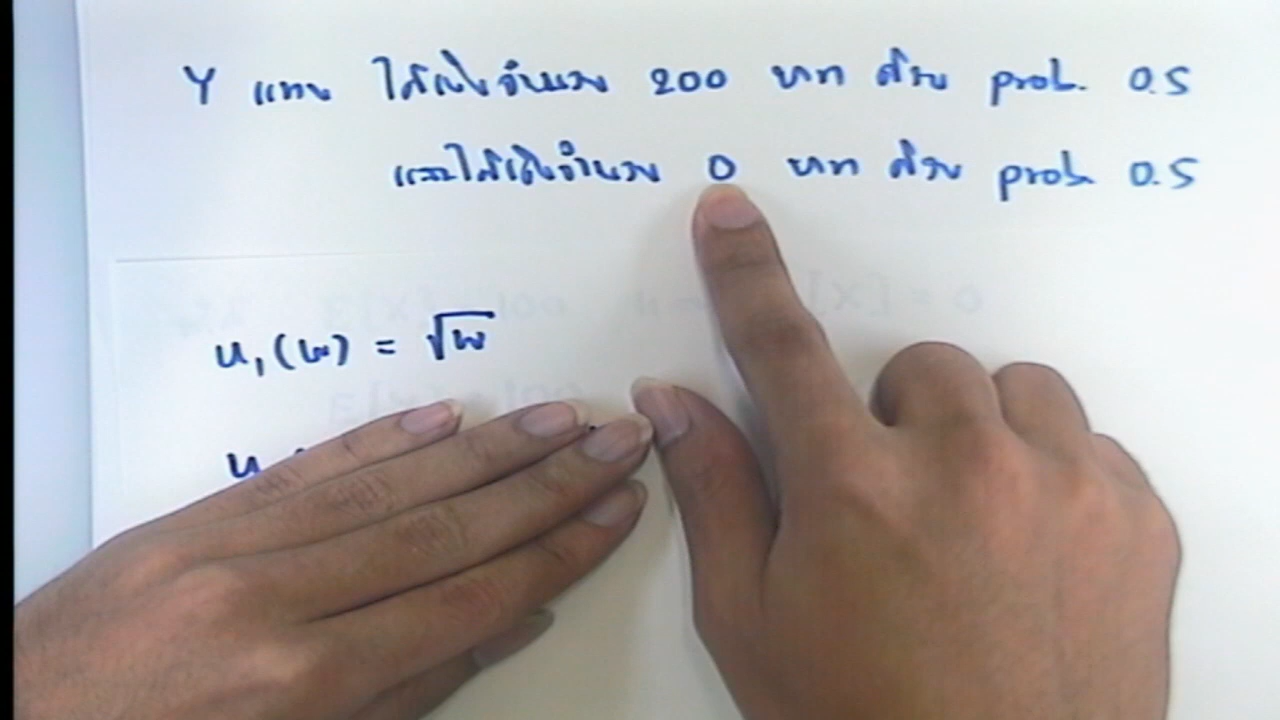 Y แทน ได้เงินจำนวน 200 บาท ด้วย prob. 0.5
และได้เงินจำนวน 0 บาท ด้วย prob. 0.5
u₁(w) = √w
u